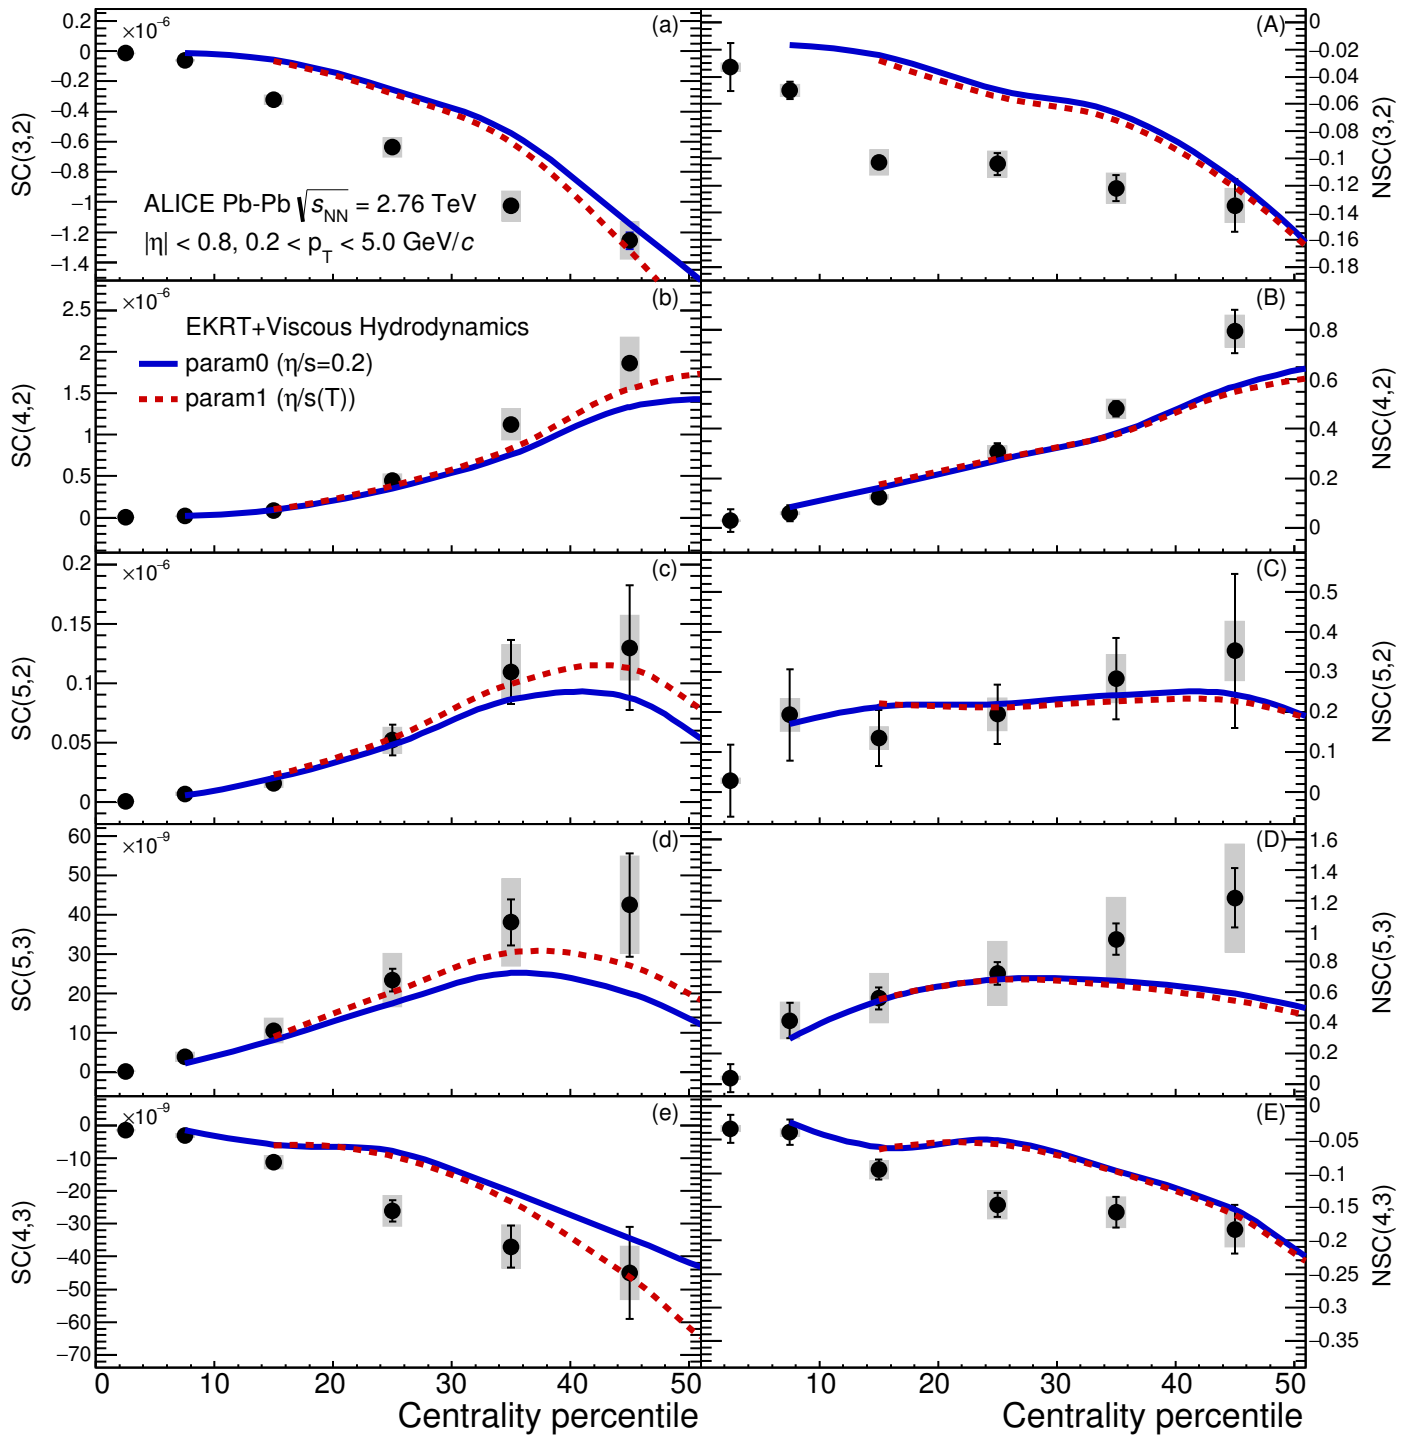 ×10⁻⁶
(a)
0.2
0
−0.2
−0.4
−0.6
−0.8
−1
−1.2
−1.4
SC(3,2)
ALICE Pb-Pb √sNN = 2.76 TeV
|η| < 0.8, 0.2 < pT < 5.0 GeV/c
(A)
0
−0.02
−0.04
−0.06
−0.08
−0.1
−0.12
−0.14
−0.16
−0.18
NSC(3,2)
×10⁻⁶
(b)
2.5
2
1.5
1
0.5
0
SC(4,2)
EKRT+Viscous Hydrodynamics
param0 (η/s=0.2)
param1 (η/s(T))
(B)
0.8
0.6
0.4
0.2
0
NSC(4,2)
×10⁻⁶
(c)
0.2
0.15
0.1
0.05
0
SC(5,2)
(C)
0.5
0.4
0.3
0.2
0.1
0
NSC(5,2)
×10⁻⁹
(d)
60
50
40
30
20
10
0
SC(5,3)
(D)
1.6
1.4
1.2
1
0.8
0.6
0.4
0.2
0
NSC(5,3)
×10⁻⁹
(e)
0
−10
−20
−30
−40
−50
−60
−70
SC(4,3)
(E)
0
−0.05
−0.1
−0.15
−0.2
−0.25
−0.3
−0.35
NSC(4,3)
0 10 20 30 40 50
10 20 30 40 50
Centrality percentile
Centrality percentile